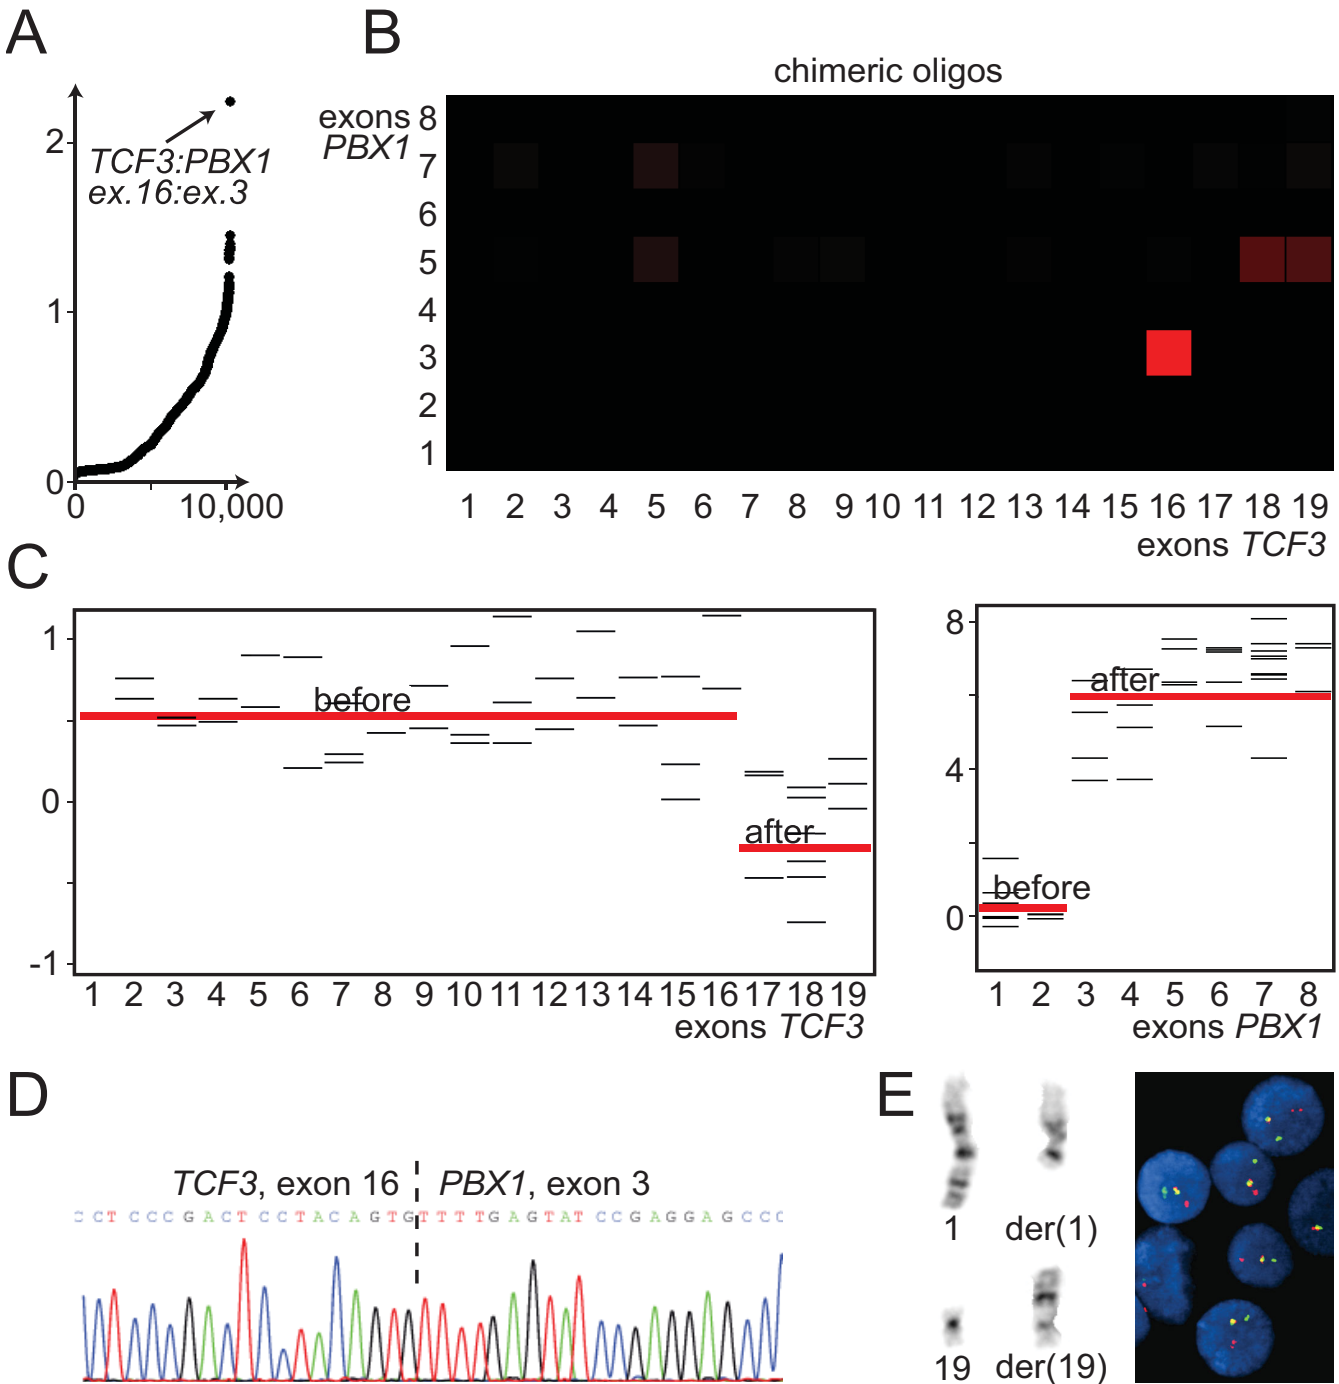 A
2
1
0
TCF3:PBX1
ex.16:ex.3
0 10,000
B
chimeric oligos
exons
PBX1
8
7
6
5
4
3
2
1
1 2 3 4 5 6 7 8 9 10 11 12 13 14 15 16 17 18 19
exons TCF3
C
1
0
-1
before
after
1 2 3 4 5 6 7 8 9 10 11 12 13 14 15 16 17 18 19
exons TCF3
8
4
0
after
before
1 2 3 4 5 6 7 8
exons PBX1
D
TCF3, exon 16 PBX1, exon 3
C C T C C C G A C T C C T A C A G T G T T T T G A G T A T C C G A G G A G C C C
E
1 der(1)
19 der(19)